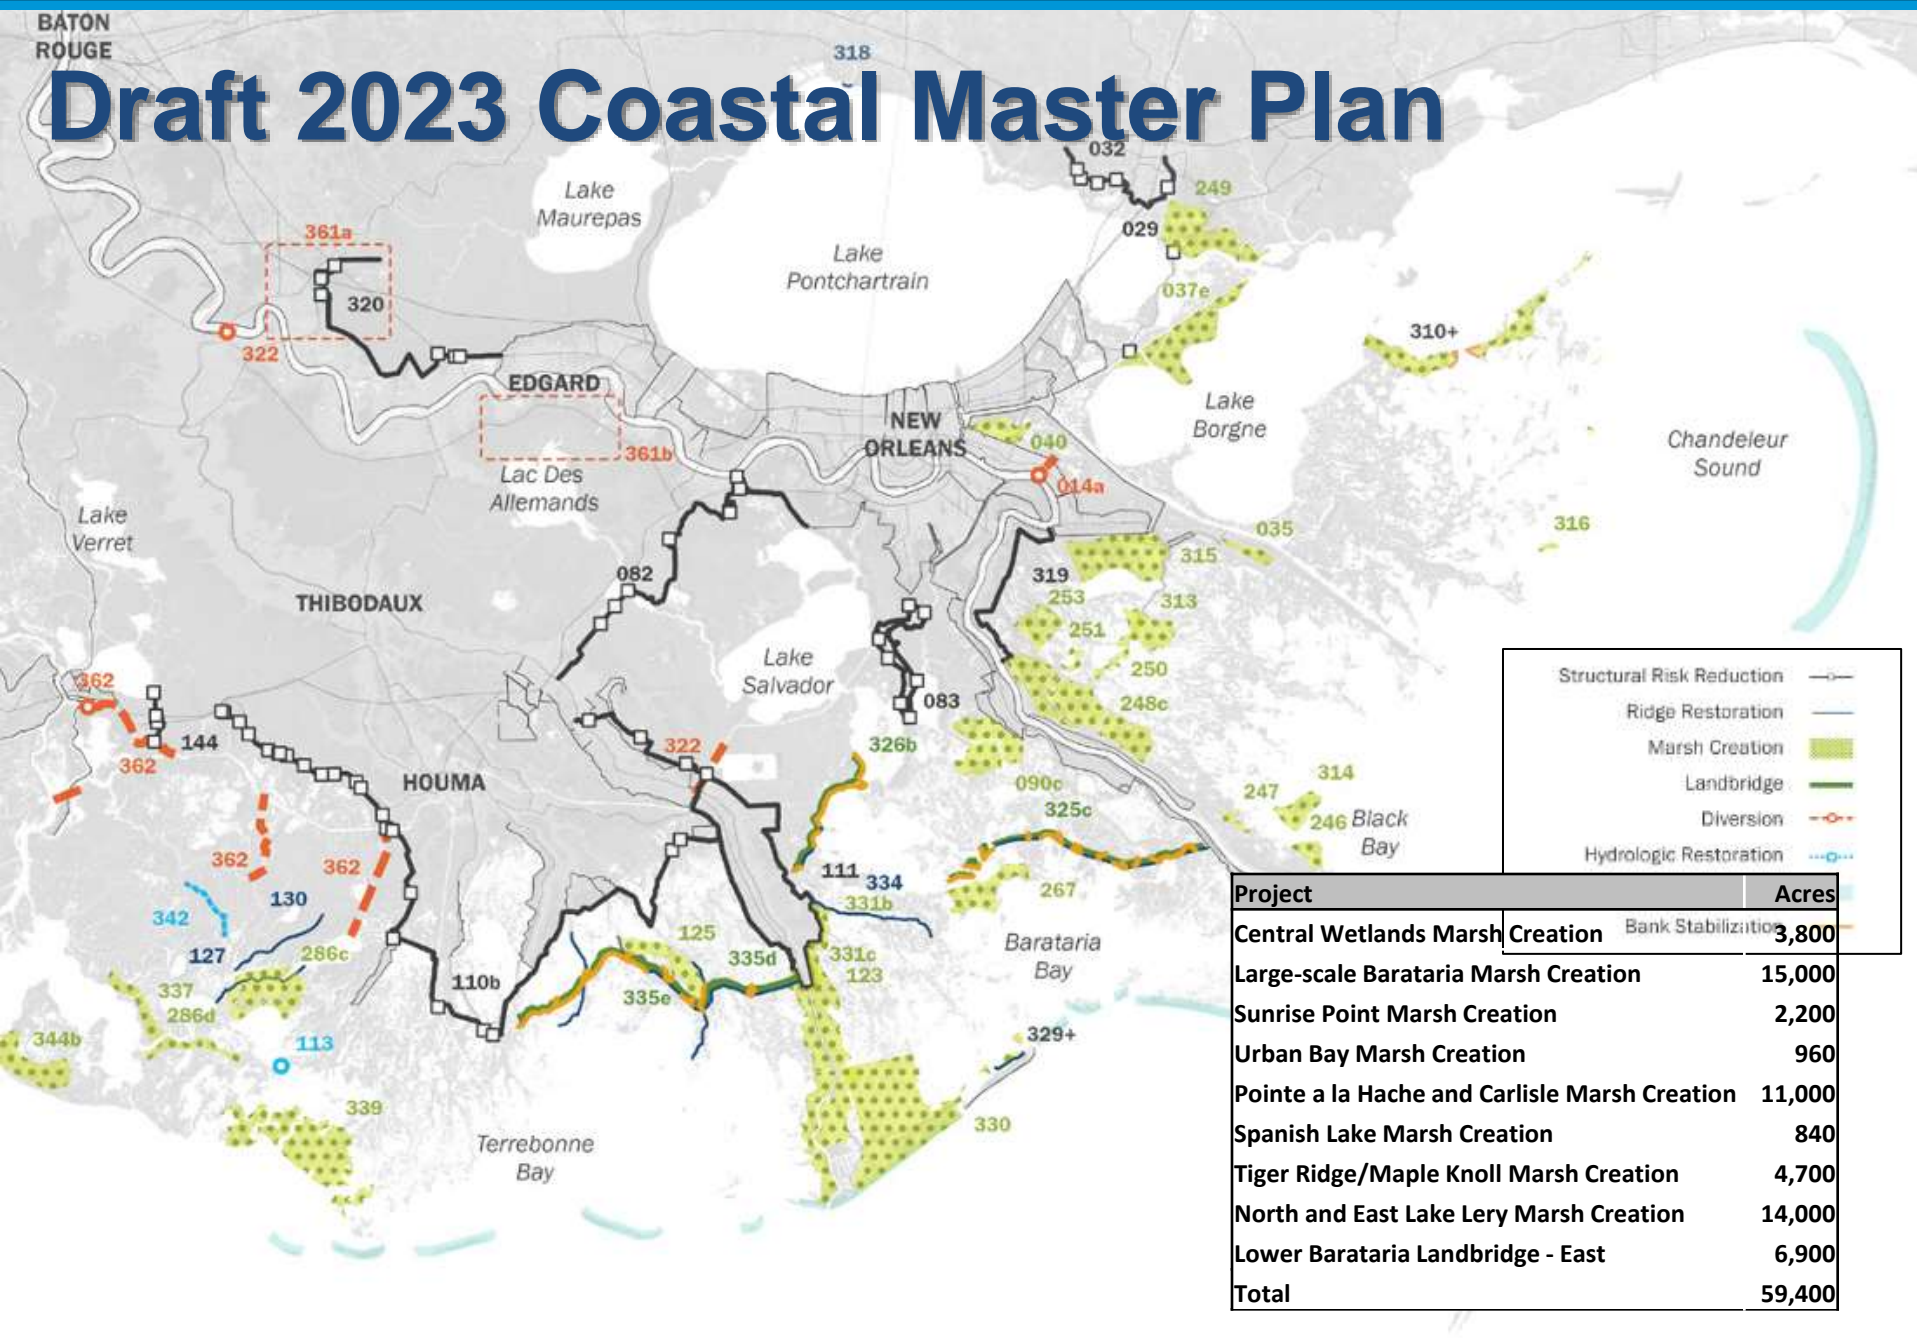 BATON
ROUGE
318
Draft 2023 Coastal Master Plan
032
Lake
Maurepas
249
029
361a
Lake
Pontchartrain
037e
320
310+
322
EDGARD
Lake
Borgne
NEW
ORLEANS
040
Chandeleur
Sound
361b
Lac Des
Allemands
014a
Lake
Verret
035
316
315
082
319
THIBODAUX
253
313
251
Lake
Salvador
250
362
083
248c
144
322
326b
362
HOUMA
090c
314
247
325c
246
Black
Bay
362
362
111
334
267
130
331b
342
127
286c
125
335d
331c
123
Barataria
Bay
337
110b
335e
286d
344b
113
329+
339
330
Terrebonne
Bay
Structural Risk Reduction
Ridge Restoration
Marsh Creation
Landbridge
Diversion
Hydrologic Restoration
Bank Stabilization
Project Acres
Central Wetlands Marsh Creation 3,800
Large-scale Barataria Marsh Creation 15,000
Sunrise Point Marsh Creation 2,200
Urban Bay Marsh Creation 960
Pointe a la Hache and Carlisle Marsh Creation 11,000
Spanish Lake Marsh Creation 840
Tiger Ridge/Maple Knoll Marsh Creation 4,700
North and East Lake Lery Marsh Creation 14,000
Lower Barataria Landbridge - East 6,900
Total 59,400